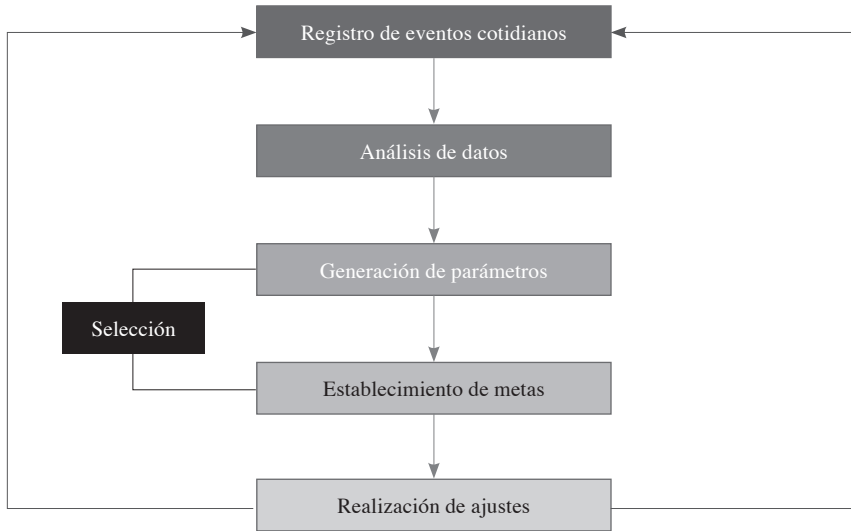 Registro de eventos cotidianos
Análisis de datos
Generación de parámetros
Selección
Establecimiento de metas
Realización de ajustes